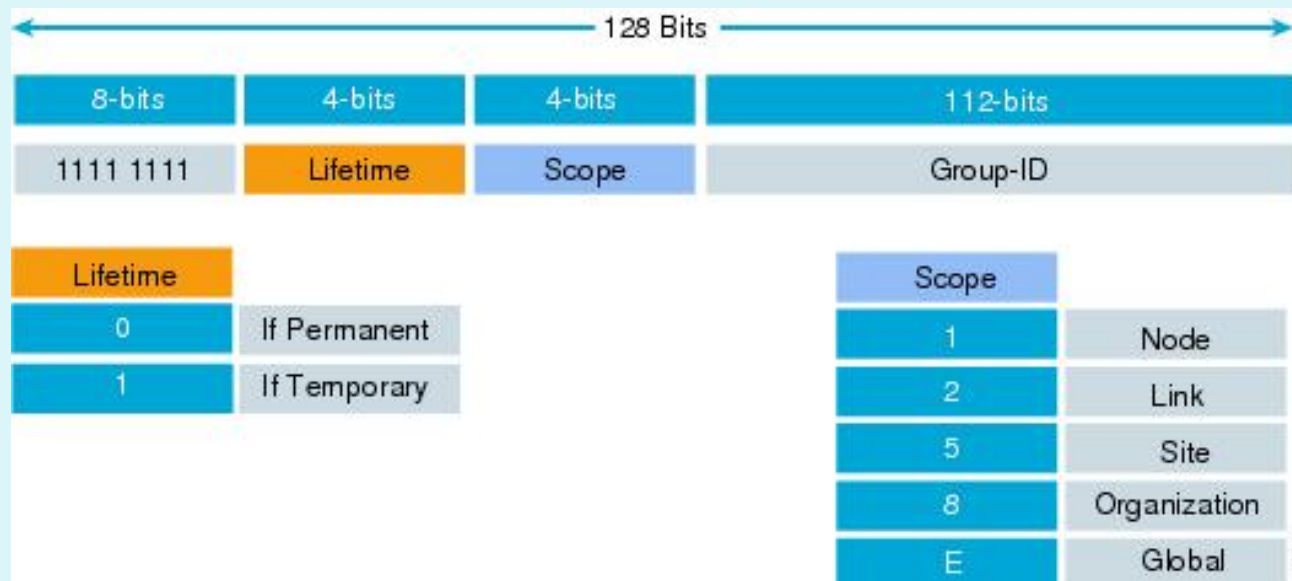 128 Bits
8-bits 4-bits 4-bits 112-bits
1111 1111 Lifetime Scope Group-ID
Lifetime
0 If Permanent
1 If Temporary
Scope
1 Node
2 Link
5 Site
8 Organization
E Global